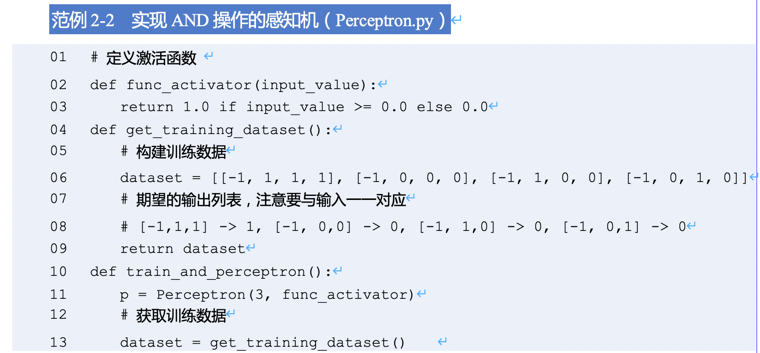 范例 2-2 实现 AND 操作的感知机（Perceptron.py）
01 # 定义激活函数
02 def func_activator(input_value):
03 return 1.0 if input_value >= 0.0 else 0.0
04 def get_training_dataset():
05 # 构建训练数据
06 dataset = [[-1, 1, 1, 1], [-1, 0, 0, 0], [-1, 1, 0, 0], [-1, 0, 1, 0]]
07 # 期望的输出列表，注意要与输入一一对应
08 # [-1,1,1] -> 1, [-1, 0,0] -> 0, [-1, 1,0] -> 0, [-1, 0,1] -> 0
09 return dataset
10 def train_and_perceptron():
11 p = Perceptron(3, func_activator)
12 # 获取训练数据
13 dataset = get_training_dataset()